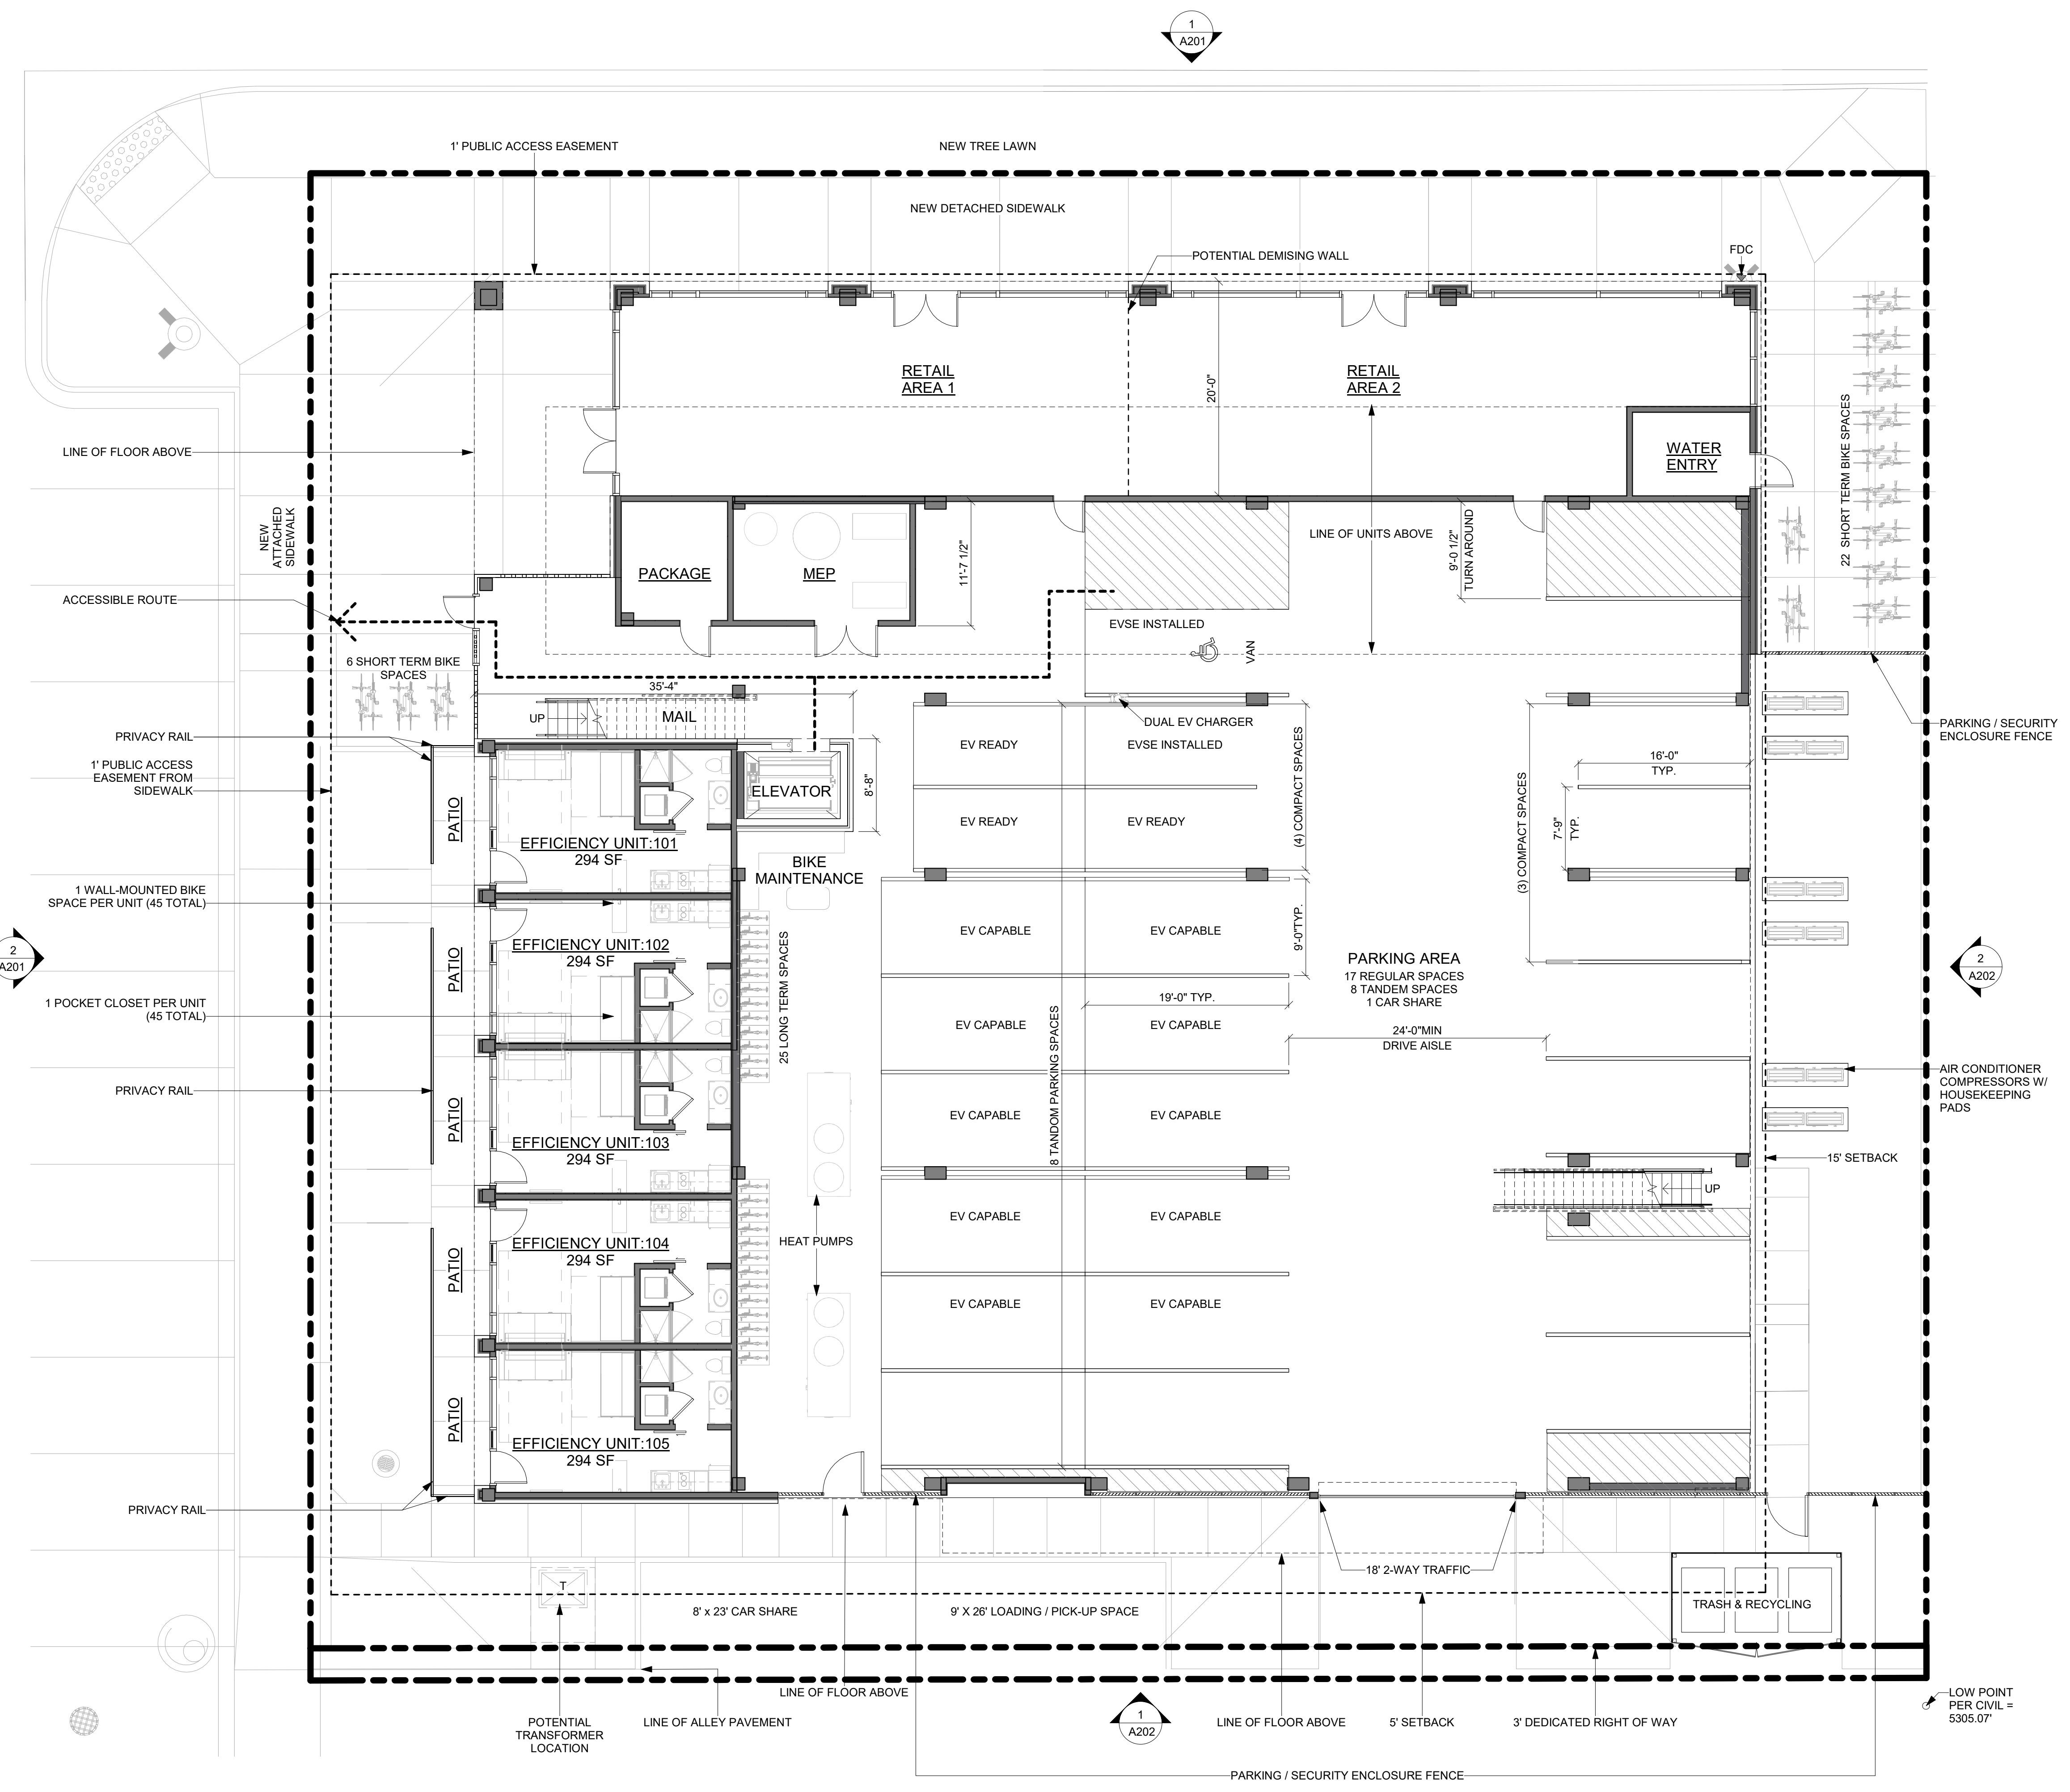 1
A201
1' PUBLIC ACCESS EASEMENT
NEW TREE LAWN
NEW DETACHED SIDEWALK
POTENTIAL DEMISING WALL
FDC
RETAIL
AREA 1
RETAIL
AREA 2
20'-0"
LINE OF FLOOR ABOVE
WATER
ENTRY
22 SHORT TERM BIKE SPACES
NEW
ATTACHED
SIDEWALK
PACKAGE
MEP
11'-7 1/2"
LINE OF UNITS ABOVE
9'-0 1/2"
TURN AROUND
ACCESSIBLE ROUTE
EVSE INSTALLED
VAN
6 SHORT TERM BIKE
SPACES
35'-4"
UP
MAIL
DUAL EV CHARGER
PARKING / SECURITY
ENCLOSURE FENCE
PRIVACY RAIL
EV READY
EVSE INSTALLED
(4) COMPACT SPACES
16'-0"
TYP.
1' PUBLIC ACCESS
EASEMENT FROM
SIDEWALK
ELEVATOR
8'-8"
PATIO
EV READY
EV READY
(3) COMPACT SPACES
7'-9"
TYP.
EFFICIENCY UNIT:101
294 SF
BIKE
MAINTENANCE
1 WALL-MOUNTED BIKE
SPACE PER UNIT (45 TOTAL)
EV CAPABLE
EV CAPABLE
9'-0"TYP.
2
A201
PATIO
EFFICIENCY UNIT:102
294 SF
25 LONG TERM SPACES
PARKING AREA
17 REGULAR SPACES
8 TANDEM SPACES
1 CAR SHARE
2
A202
1 POCKET CLOSET PER UNIT
(45 TOTAL)
19'-0" TYP.
EV CAPABLE
EV CAPABLE
24'-0"MIN
DRIVE AISLE
8 TANDOM PARKING SPACES
PRIVACY RAIL
PATIO
EV CAPABLE
EV CAPABLE
AIR CONDITIONER
COMPRESSORS W/
HOUSEKEEPING
PADS
EFFICIENCY UNIT:103
294 SF
15' SETBACK
UP
EV CAPABLE
EV CAPABLE
HEAT PUMPS
PATIO
EFFICIENCY UNIT:104
294 SF
EV CAPABLE
EV CAPABLE
PATIO
EFFICIENCY UNIT:105
294 SF
PRIVACY RAIL
18' 2-WAY TRAFFIC
T
8' x 23' CAR SHARE
9' X 26' LOADING / PICK-UP SPACE
TRASH & RECYCLING
LINE OF FLOOR ABOVE
POTENTIAL
TRANSFORMER
LOCATION
LINE OF ALLEY PAVEMENT
1
A202
LINE OF FLOOR ABOVE
5' SETBACK
3' DEDICATED RIGHT OF WAY
LOW POINT
PER CIVIL =
5305.07'
PARKING / SECURITY ENCLOSURE FENCE